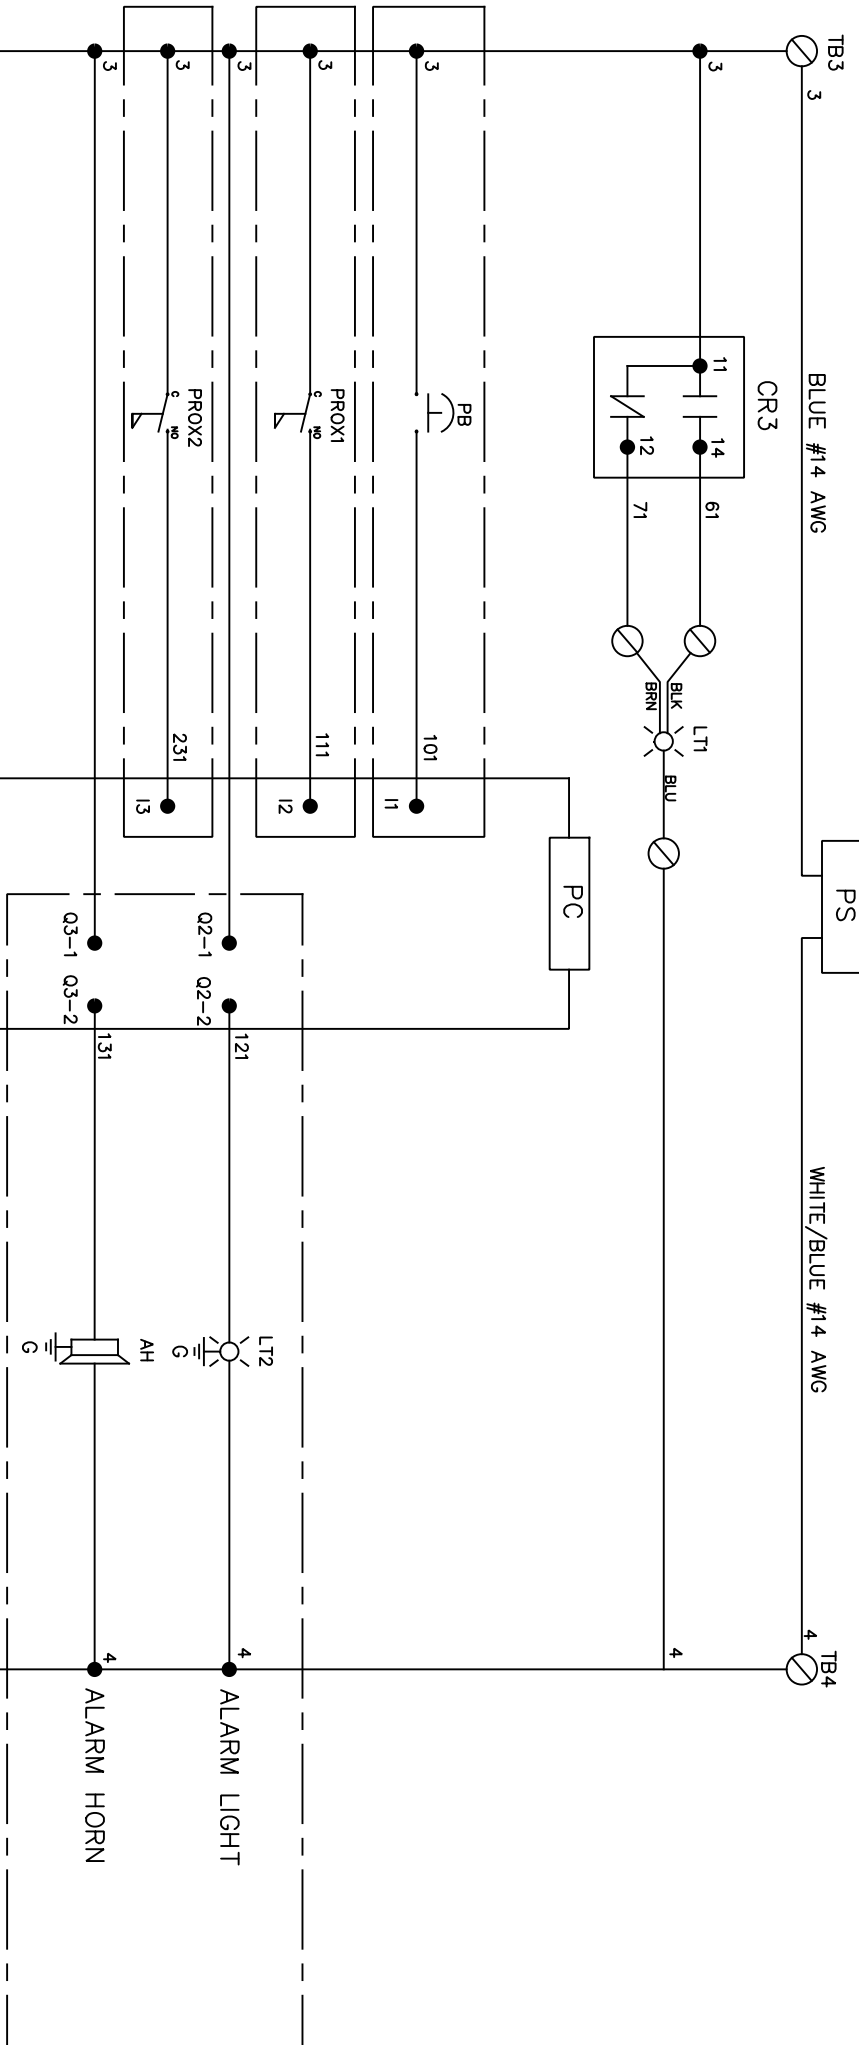 PS
TB3
3
BLUE #14 AWG
WHITE/BLUE #14 AWG
4
TB4
3
CR3
11
14
61
12
71
BLK
BRN
LT1
BLU
4
PC
3
PB
101
I1
3
PROX1
C
NO
111
I2
3
Q2-1
Q2-2
121
LT2
G
4
ALARM LIGHT
3
PROX2
C
NO
231
I3
3
Q3-1
Q3-2
131
AH
G
4
ALARM HORN